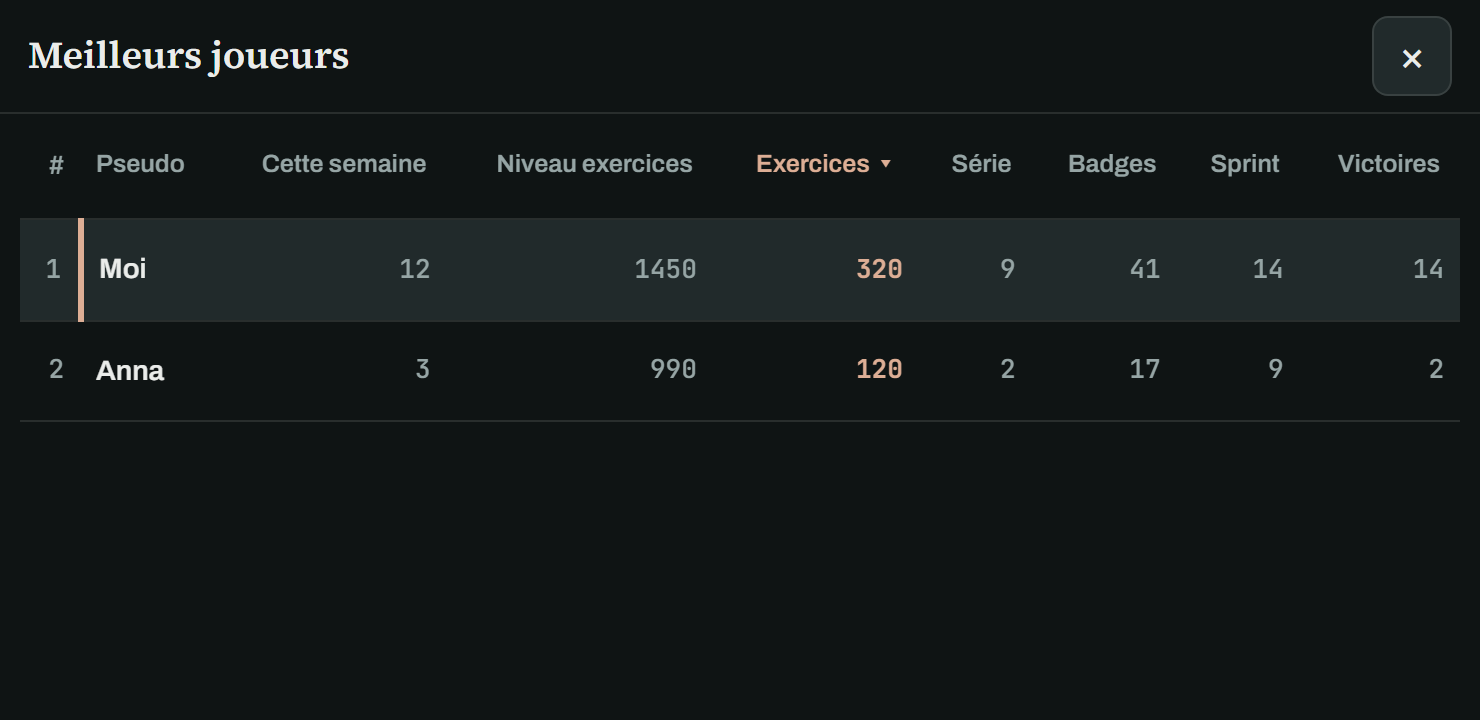 Meilleurs joueurs ×
# Pseudo Cette semaine Niveau exercices Exercices ▼ Série Badges Sprint Victoires
1 Moi 12 1450 320 9 41 14 14
2 Anna 3 990 120 2 17 9 2